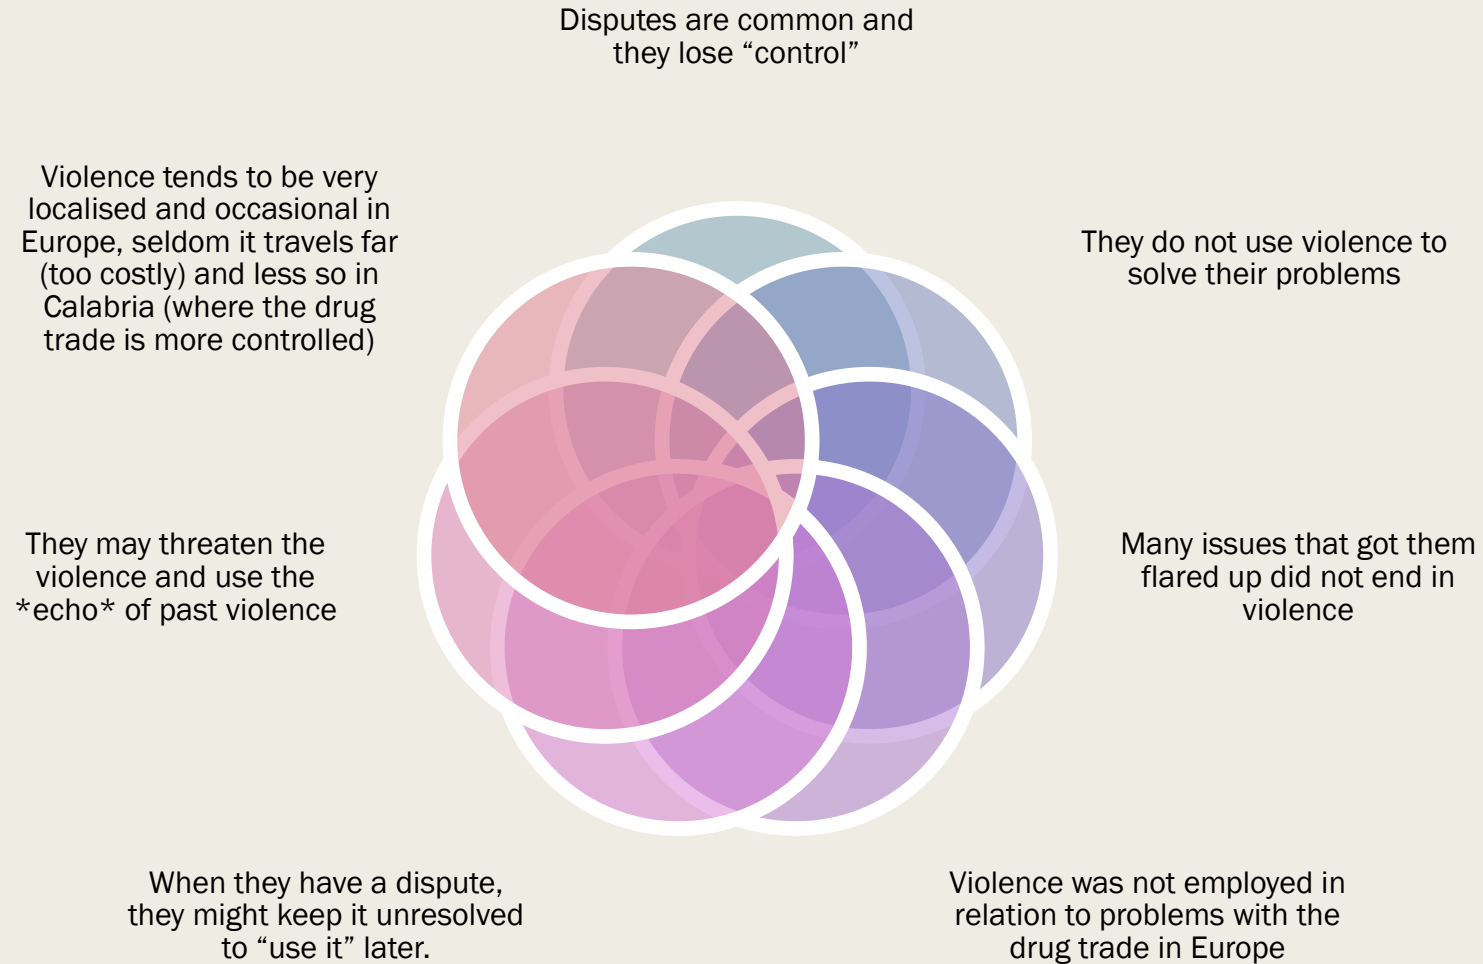 Disputes are common and
they lose “control”
They do not use violence to
solve their problems
Many issues that got them
flared up did not end in
violence
Violence was not employed in
relation to problems with the
drug trade in Europe
When they have a dispute,
they might keep it unresolved
to “use it” later.
They may threaten the
violence and use the
*echo* of past violence
Violence tends to be very
localised and occasional in
Europe, seldom it travels far
(too costly) and less so in
Calabria (where the drug
trade is more controlled)